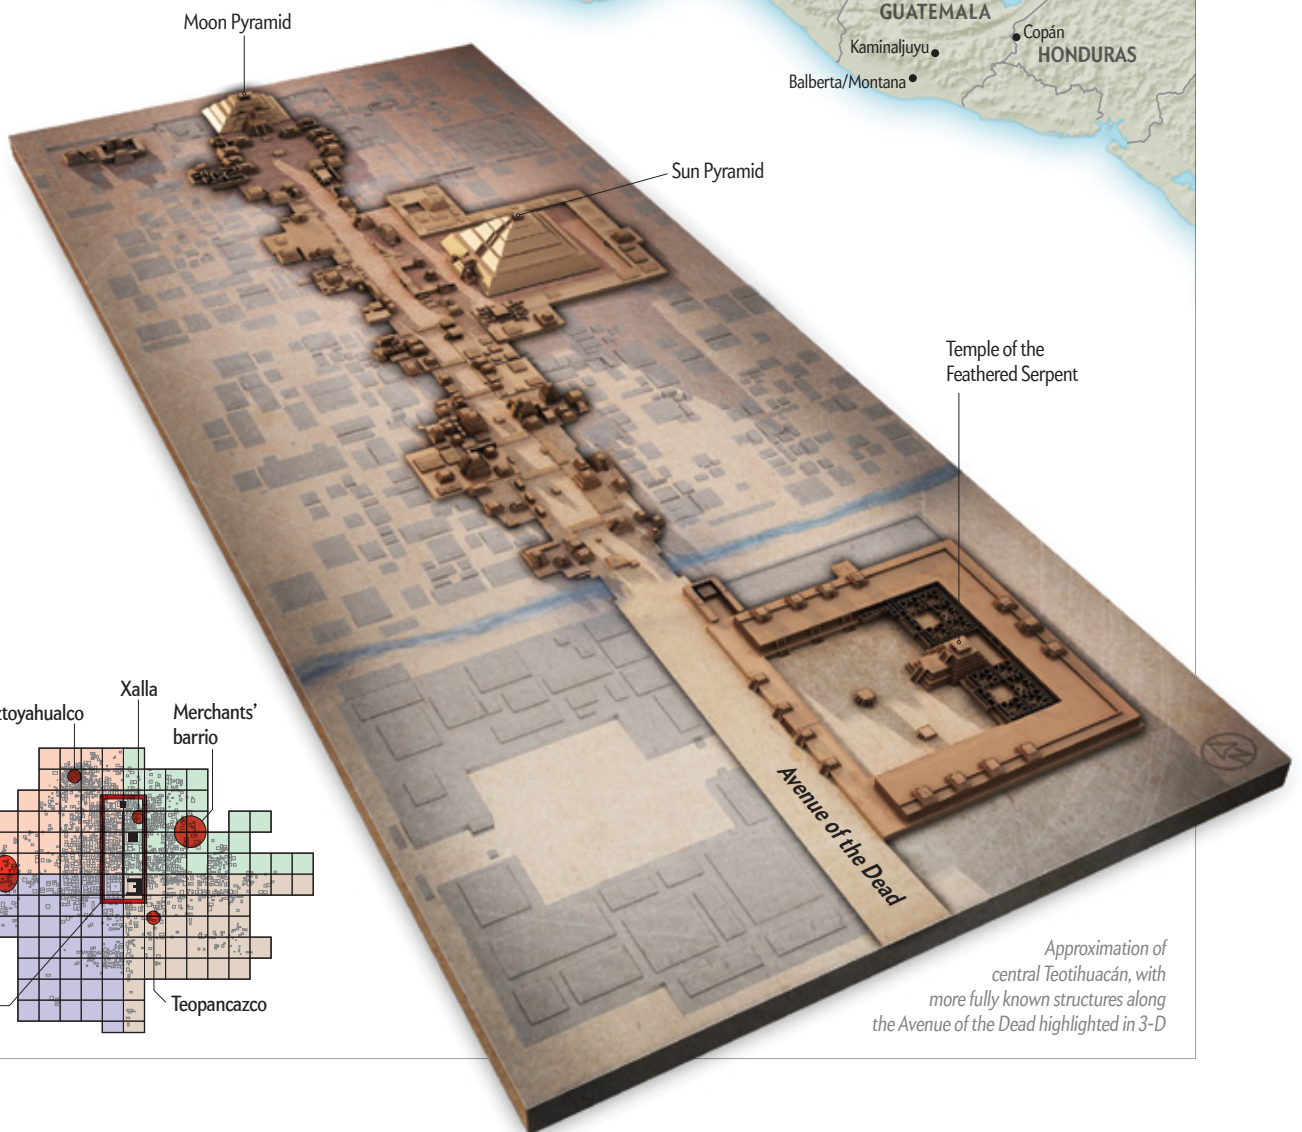 Moon Pyramid
GUATEMALA
Copán
Kaminaljuyu
HONDURAS
Balberta/Montana
Sun Pyramid
Temple of the
Feathered Serpent
Xalla
ztoyahualco
Merchants’
barrio
Avenue of the Dead
Teopancazco
Approximation of
central Teotihuacán, with
more fully known structures along
the Avenue of the Dead highlighted in 3-D